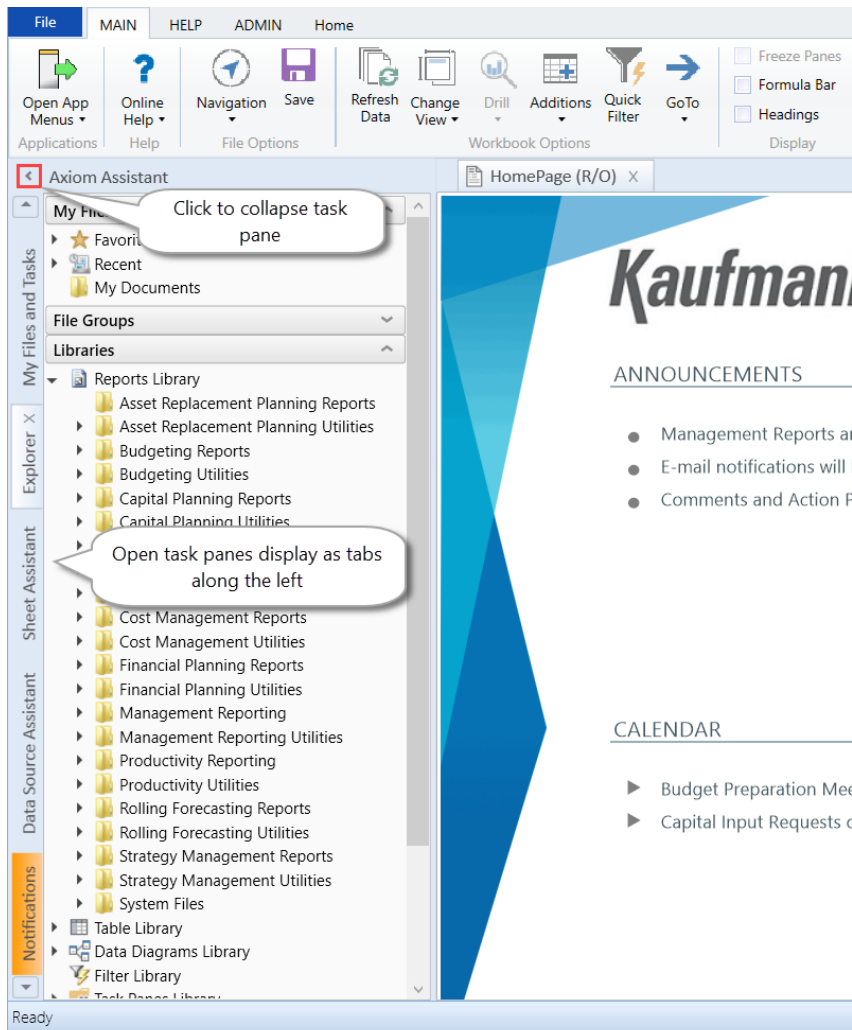 File MAIN HELP ADMIN Home
Open App Menus
Online Help
Navigation
Save
Refresh Data
Change View
Drill
Additions
Quick Filter
GoTo
Freeze Panes
Formula Bar
Headings
Applications Help File Options Workbook Options Display
Axiom Assistant
HomePage (R/O) X
Click to collapse task
pane
Recent
My Documents
File Groups
Libraries
Reports Library
Asset Replacement Planning Reports
Asset Replacement Planning Utilities
Budgeting Reports
Budgeting Utilities
Capital Planning Reports
Capital Planning Utilities
Open task panes display as tabs
along the left
Cost Management Reports
Cost Management Utilities
Financial Planning Reports
Financial Planning Utilities
Management Reporting
Management Reporting Utilities
Productivity Reporting
Productivity Utilities
Rolling Forecasting Reports
Rolling Forecasting Utilities
Strategy Management Reports
Strategy Management Utilities
System Files
Table Library
Data Diagrams Library
Filter Library
Task Panes Library
My Files and Tasks
Explorer X
Sheet Assistant
Data Source Assistant
Notifications
Kaufman
ANNOUNCEMENTS
Management Reports
E-mail notifications will
Comments and Action
CALENDAR
Budget Preparation
Capital Input Requests
Ready